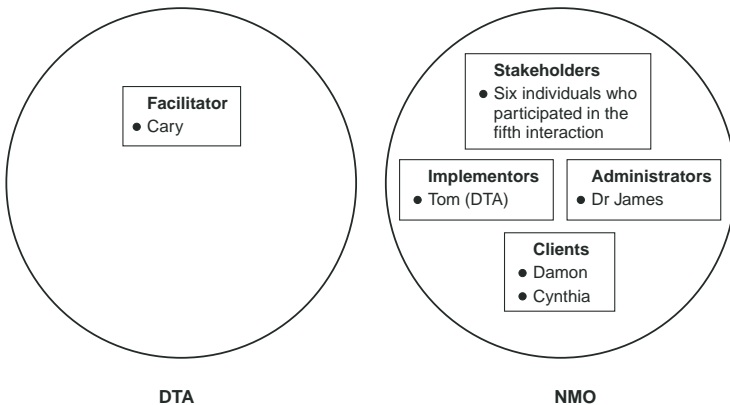 Facilitator
● Cary
Stakeholders
● Six individuals who
participated in the
fifth interaction
Implementors
● Tom (DTA)
Administrators
● Dr James
Clients
● Damon
● Cynthia
DTA
NMO